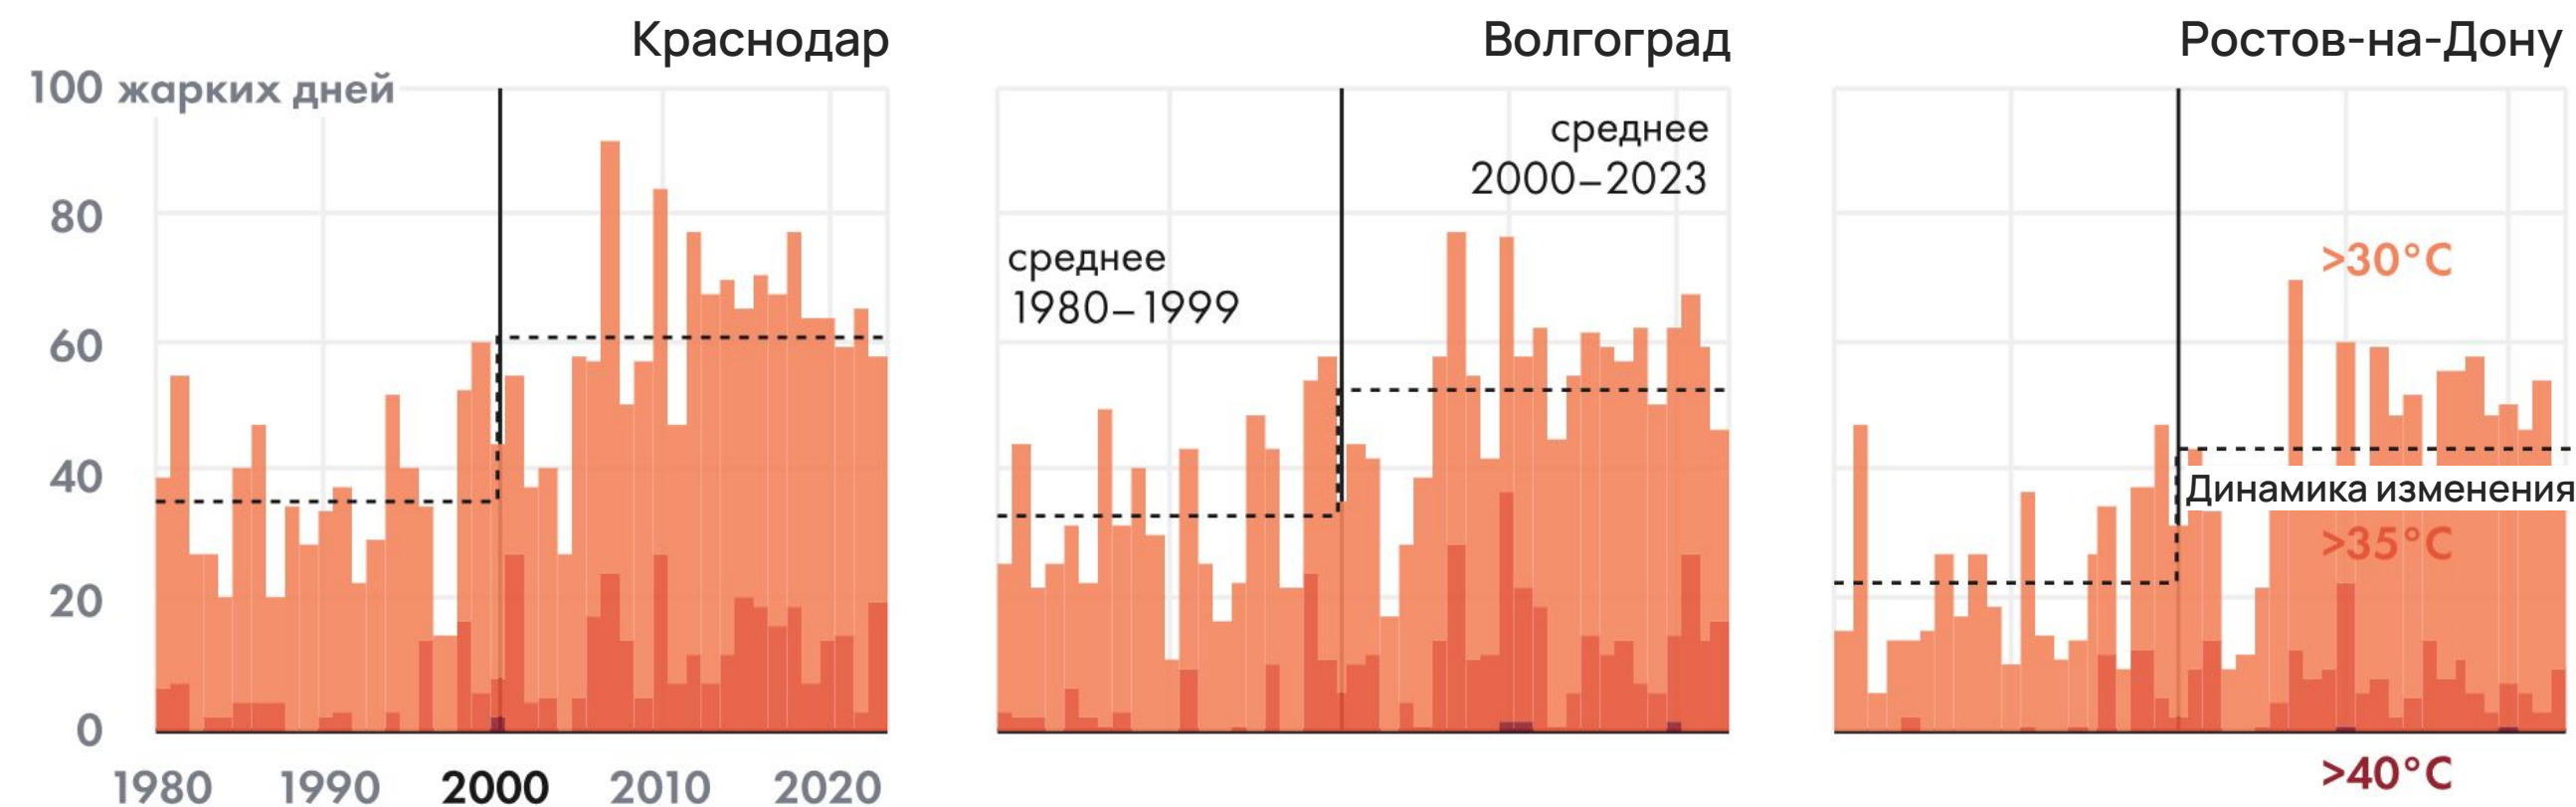 Краснодар
100 жарких дней
80
60
40
20
0
1980 1990 2000 2010 2020
Волгоград
среднее
1980–1999
среднее
2000–2023
Ростов-на-Дону
>30°C
Динамика изменения
>35°C
>40°C